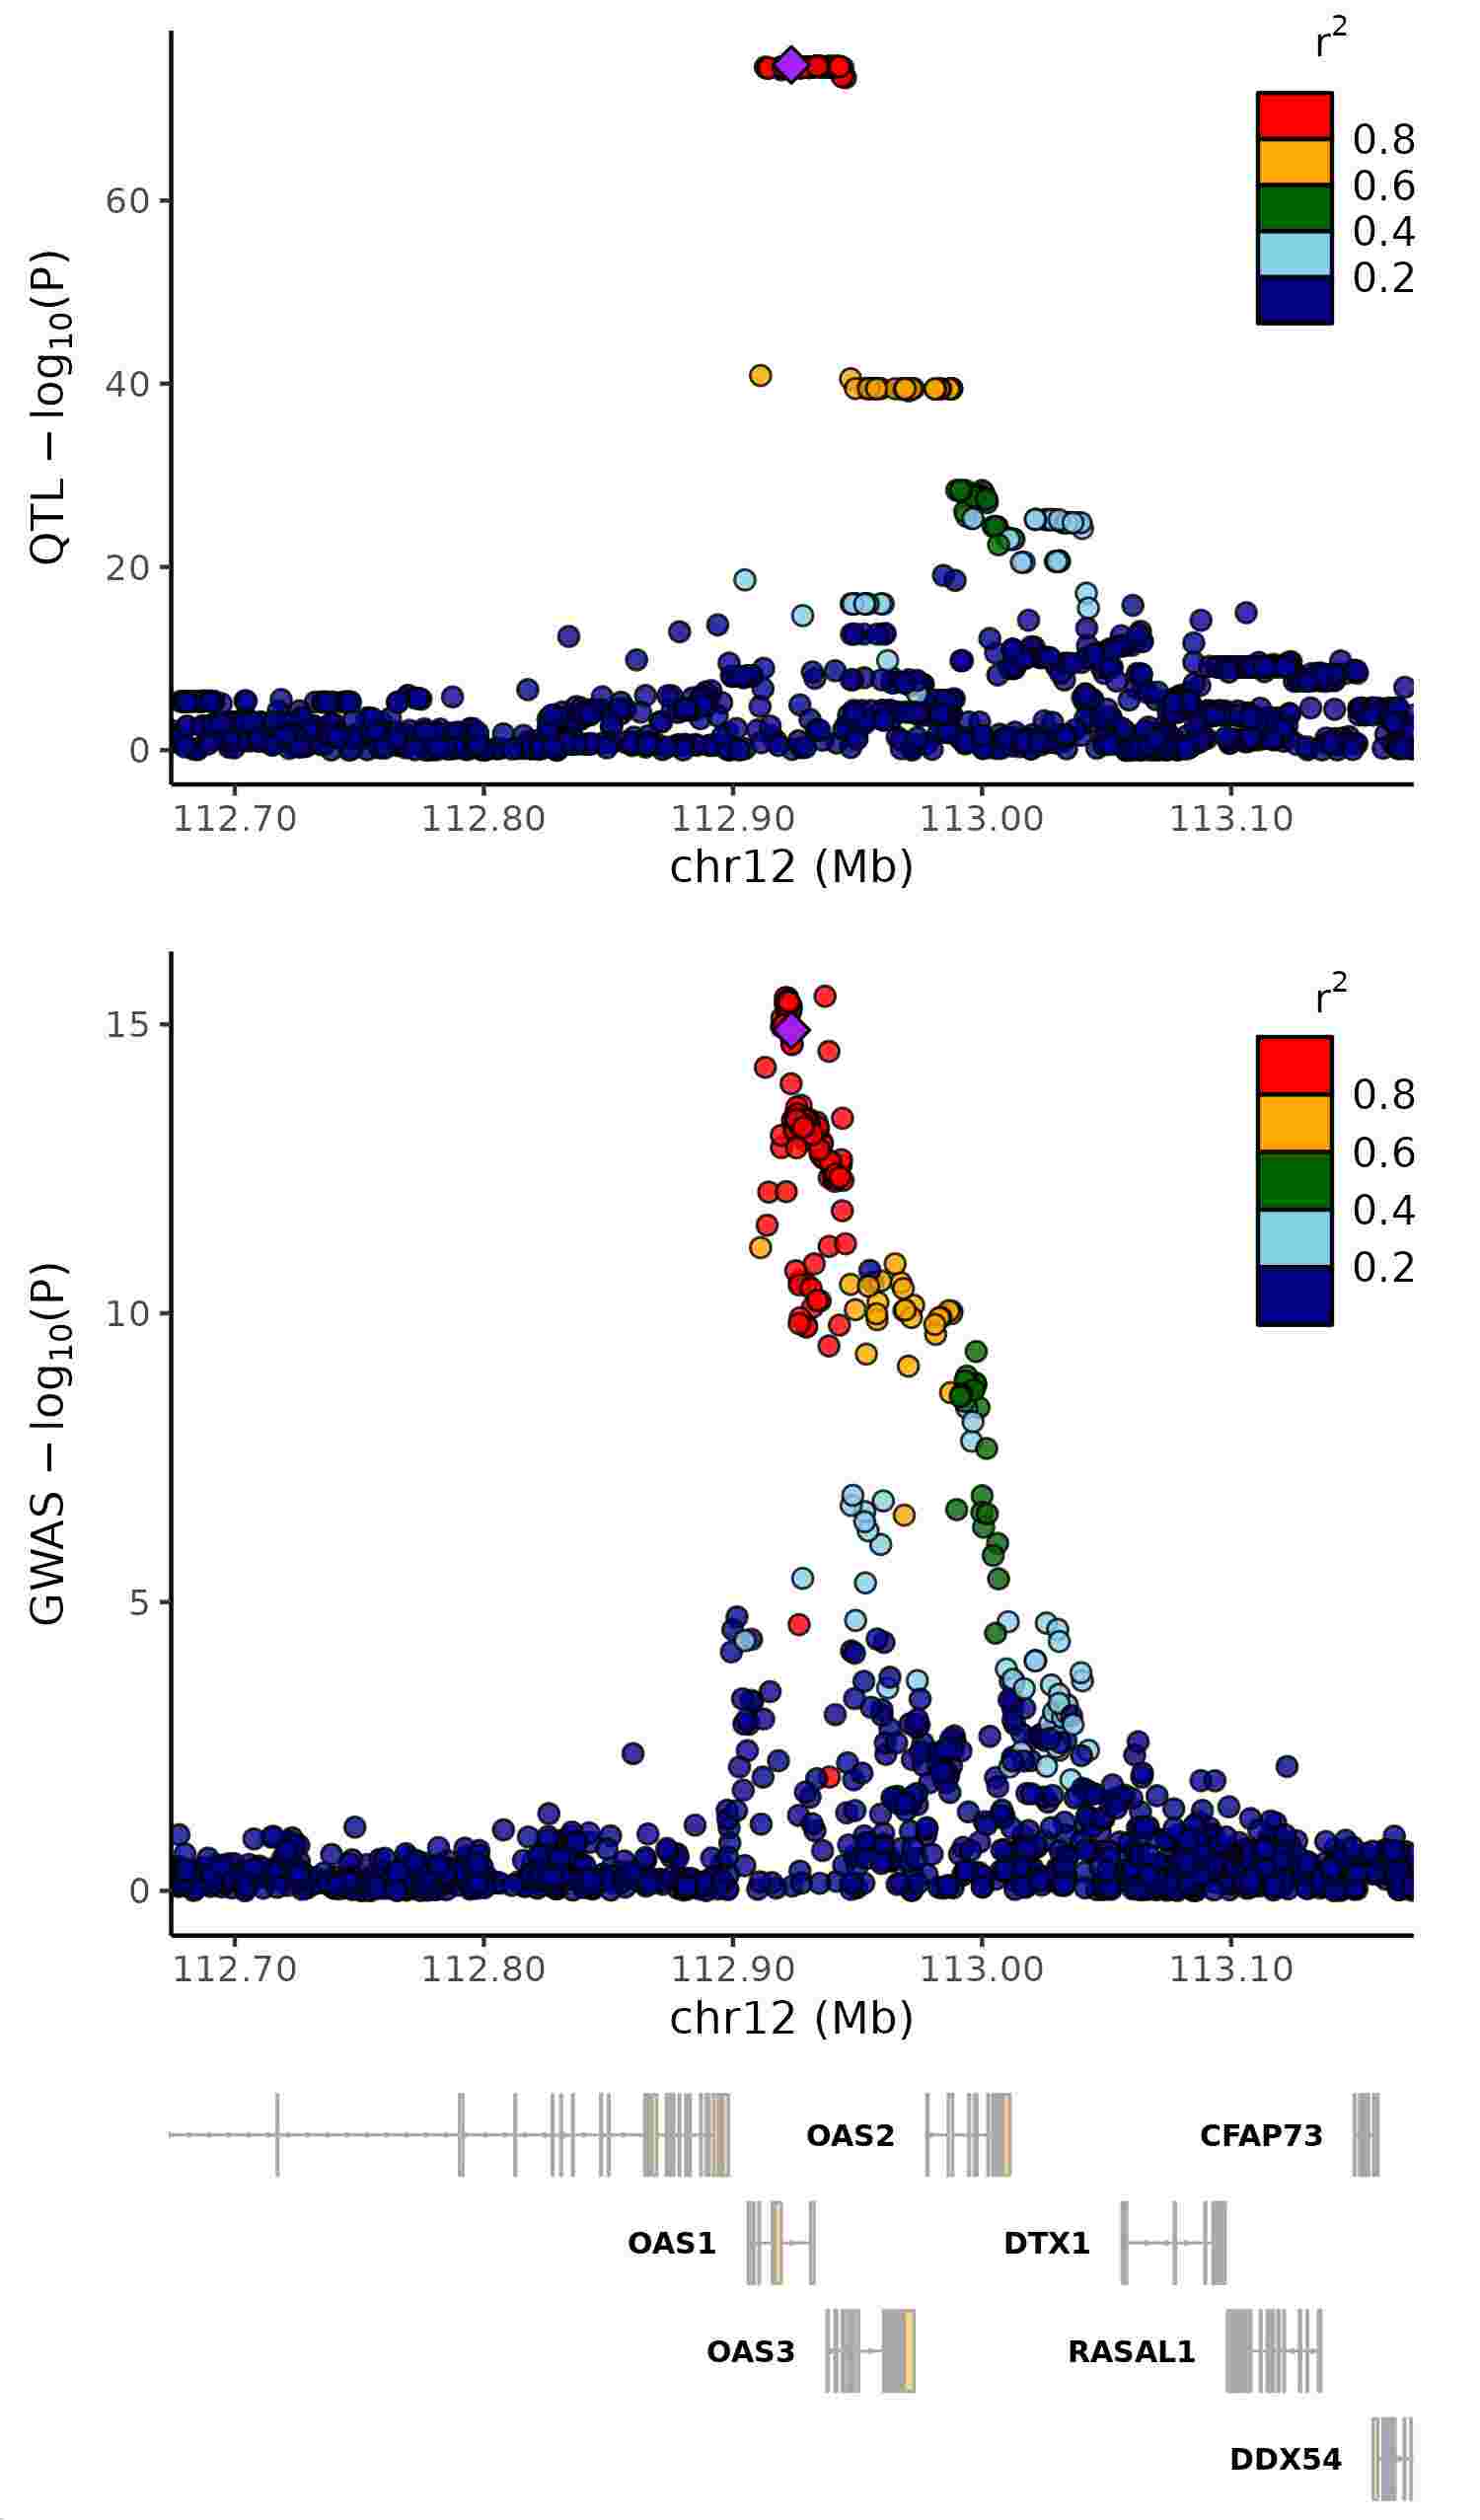 r2
0.8
0.6
0.4
0.2
60
40
20
0
QTL −log10(P)
112.70 112.80 112.90 113.00 113.10
chr12 (Mb)
r2
0.8
0.6
0.4
0.2
15
10
5
0
GWAS −log10(P)
112.70 112.80 112.90 113.00 113.10
chr12 (Mb)
OAS2 CFAP73
OAS1 DTX1
OAS3 RASAL1
DDX54